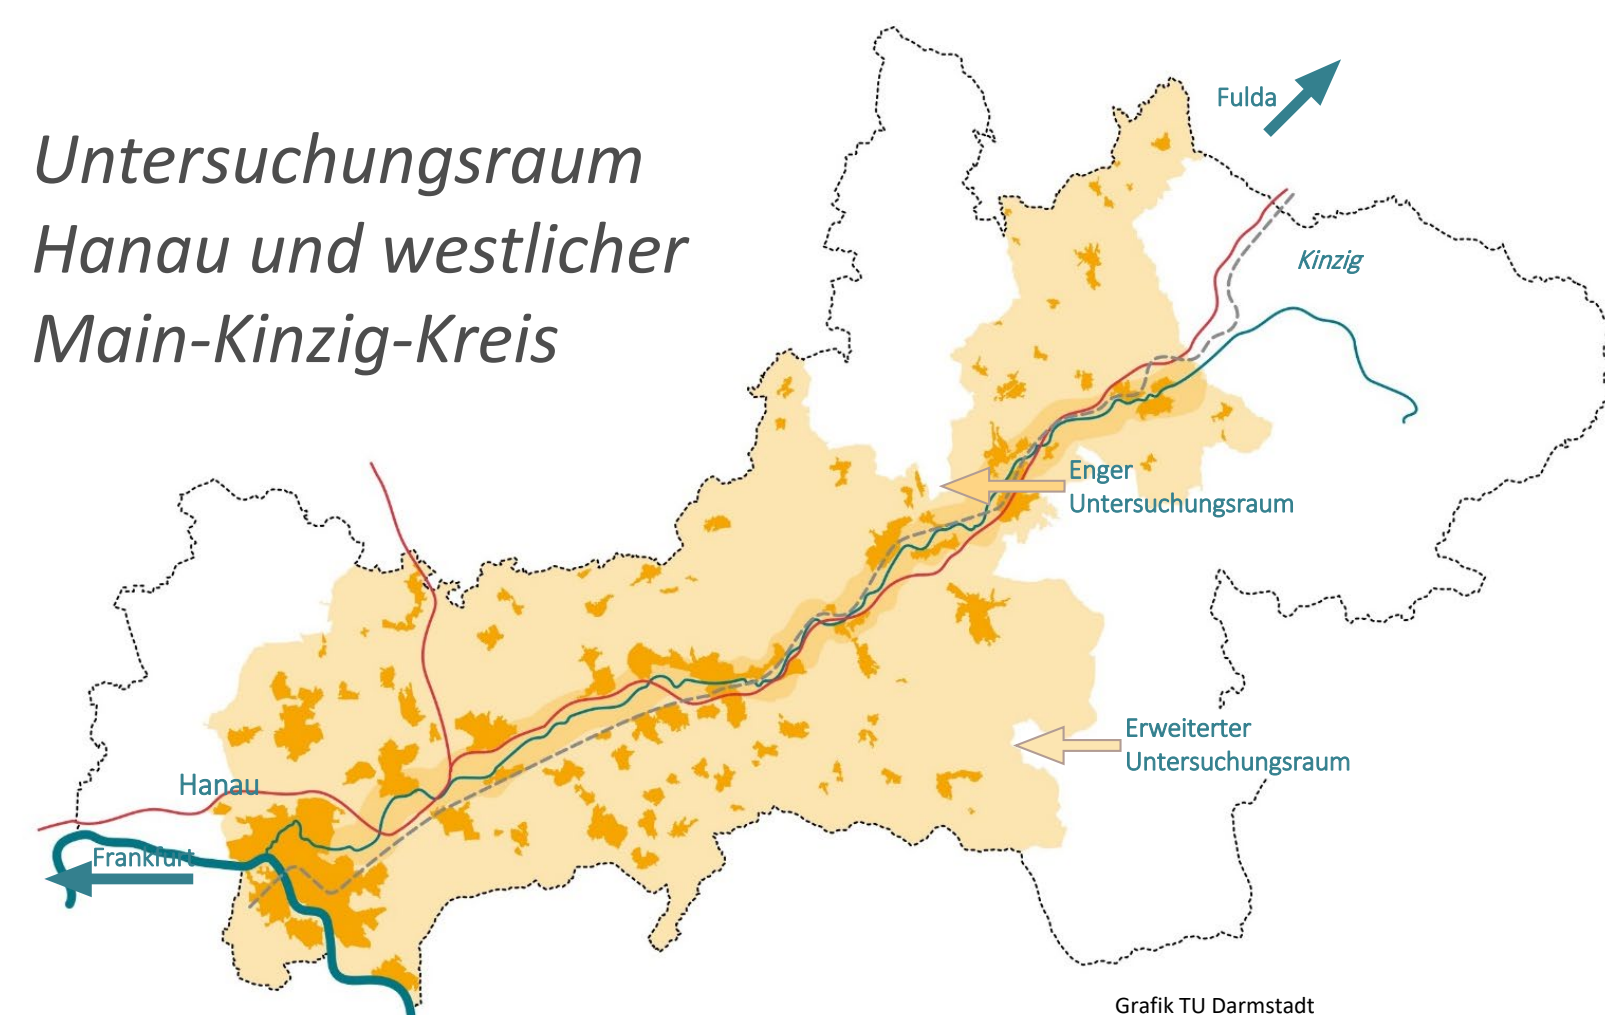 Untersuchungsraum
Hanau und westlicher
Main-Kinzig-Kreis
Fulda
Kinzig
Enger
Untersuchungsraum
Erweiterter
Untersuchungsraum
Hanau
Frankfurt
Grafik TU Darmstadt